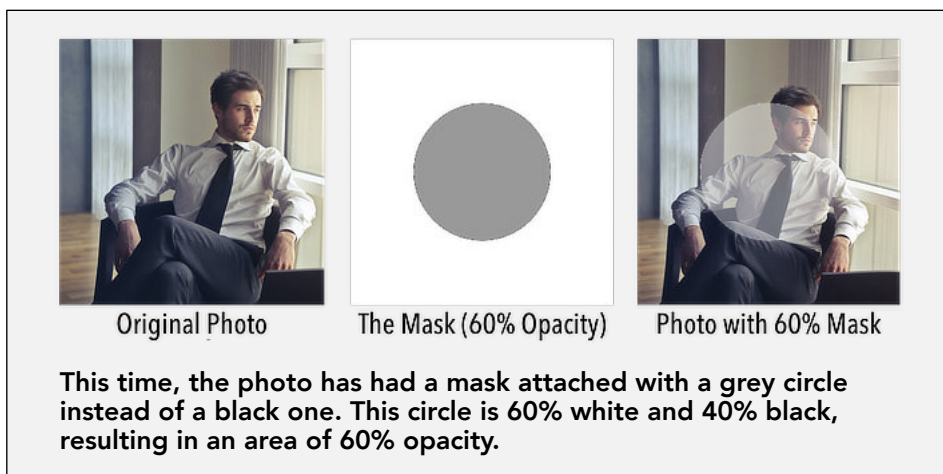 Original Photo
The Mask (60% Opacity)
Photo with 60% Mask
This time, the photo has had a mask attached with a grey circle
instead of a black one. This circle is 60% white and 40% black,
resulting in an area of 60% opacity.